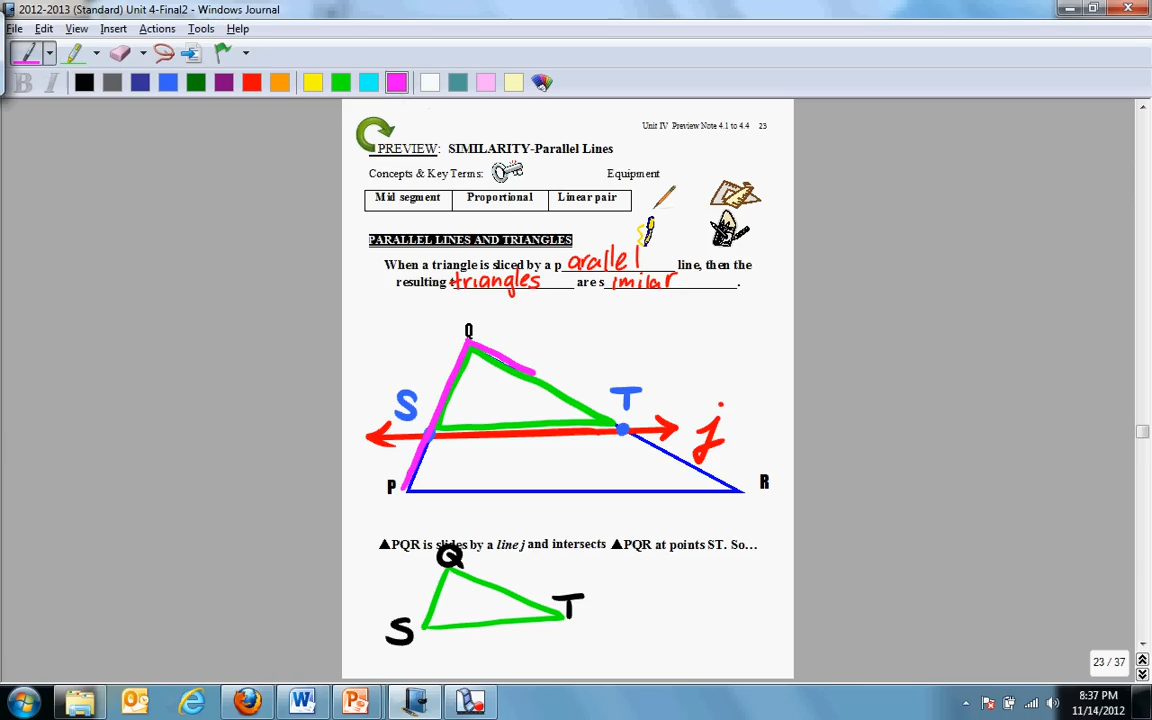 2012-2013 (Standard) Unit 4-Final2 - Windows Journal
File Edit View Insert Actions Tools Help
B I
Unit IV Preview Note 4.1 to 4.4 23
PREVIEW: SIMILARITY-Parallel Lines
Concepts & Key Terms: Equipment
Mid segment Proportional Linear pair
PARALLEL LINES AND TRIANGLES
When a triangle is sliced by a parallel line, then the
resulting triangles are similar.
Q
S T
j
P R
▲PQR is slides by a line j and intersects ▲PQR at points ST. So…
Q
T
S
23 / 37
8:37 PM
11/14/2012